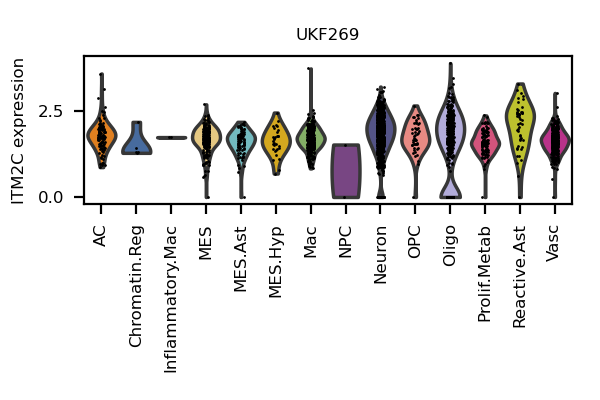 UKF269
ITM2C expression
2.5
0.0
AC
Chromatin.Reg
Inflammatory.Mac
MES
MES.Ast
MES.Hyp
Mac
NPC
Neuron
OPC
Oligo
Prolif.Metab
Reactive.Ast
Vasc